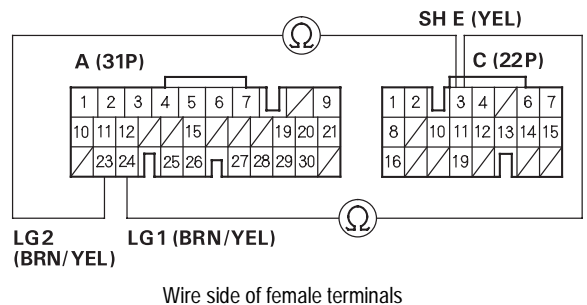 SH E (YEL)
Ω
A (31P)
C (22P)
1 2 3 4 5 6 7 9
1 2 3 4 6 7
10 11 12 15 19 20 21
8 10 11 12 13 14 15
23 24 25 26 27 28 29 30
16 19
Ω
LG2 (BRN/YEL)
LG1 (BRN/YEL)
Wire side of female terminals